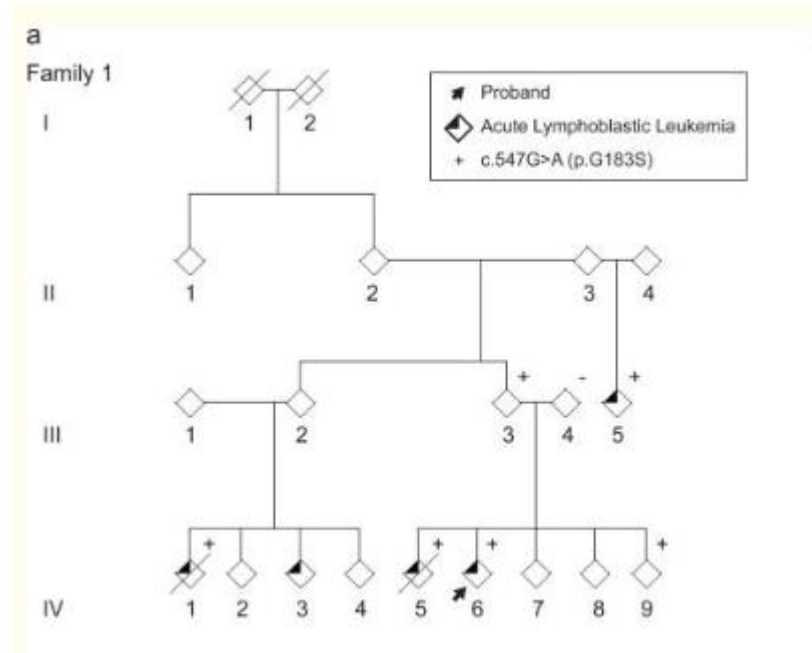 a
Family 1
Proband
Acute Lymphoblastic Leukemia
+ c.547G>A (p.G183S)
I
1 2
II
1 2 3 4
+ - +
III
1 2 3 4 5
+ + + +
IV
1 2 3 4 5 6 7 8 9